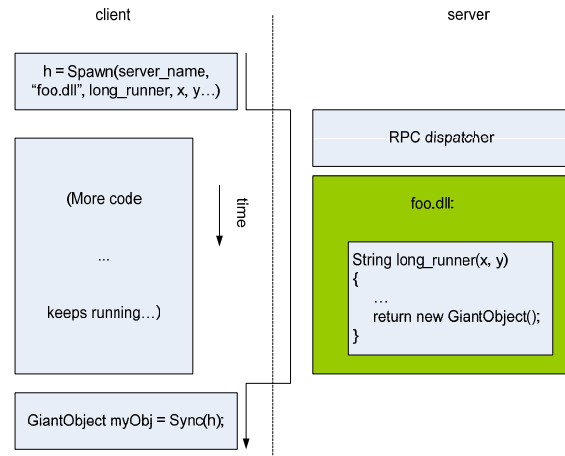 client
server
h = Spawn(server_name,
“foo.dll”, long_runner, x, y…)
RPC dispatcher
(More code
...
keeps running…)
time
foo.dll:
String long_runner(x, y)
{
…
return new GiantObject();
}
GiantObject myObj = Sync(h);